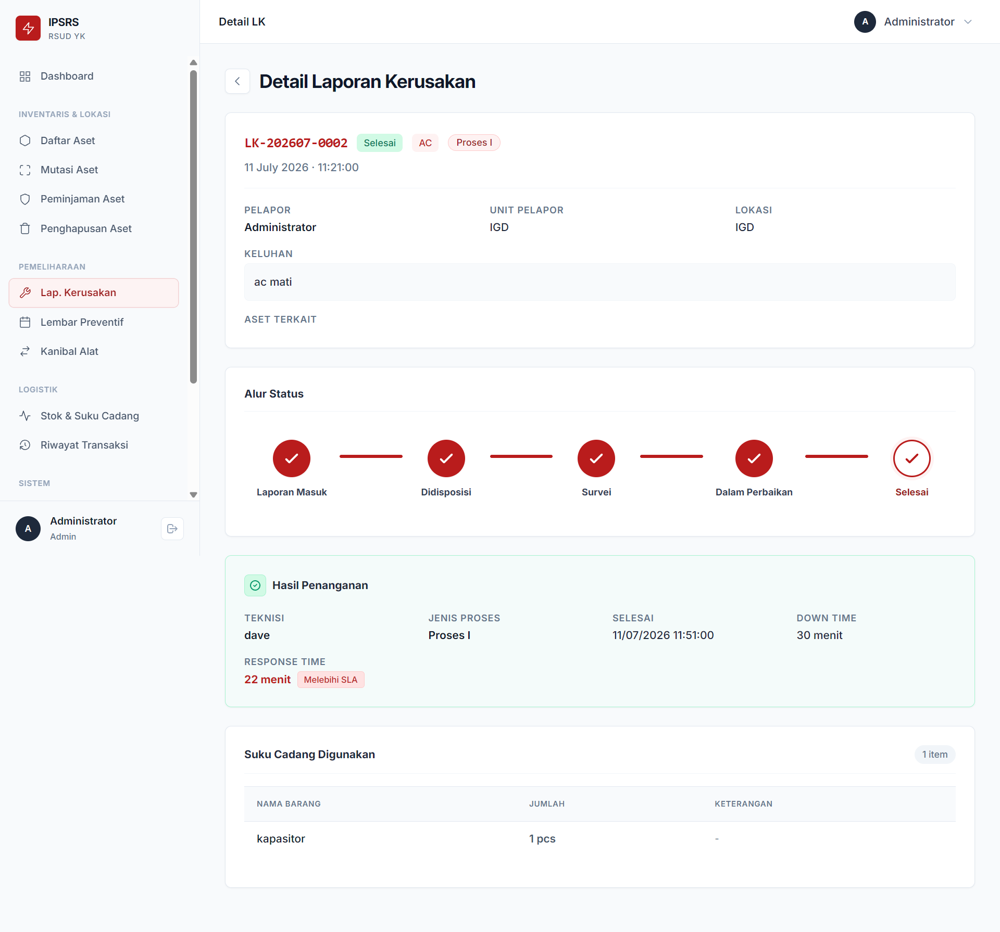 IPSRS
RSUD YK
Dashboard
INVENTARIS & LOKASI
Daftar Aset
Mutasi Aset
Peminjaman Aset
Penghapusan Aset
PEMELIHARAAN
Lap. Kerusakan
Lembar Preventif
Kanibal Alat
LOGISTIK
Stok & Suku Cadang
Riwayat Transaksi
SISTEM
A
Administrator
Admin
Detail LK
A Administrator
Detail Laporan Kerusakan
LK-202607-0002 Selesai AC Proses I
11 July 2026 · 11:21:00
PELAPOR UNIT PELAPOR LOKASI
Administrator IGD IGD
KELUHAN
ac mati
ASET TERKAIT
Alur Status
Laporan Masuk Didisposisi Survei Dalam Perbaikan Selesai
Hasil Penanganan
TEKNISI JENIS PROSES SELESAI DOWN TIME
dave Proses I 11/07/2026 11:51:00 30 menit
RESPONSE TIME
22 menit Melebihi SLA
Suku Cadang Digunakan 1 item
NAMA BARANG JUMLAH KETERANGAN
kapasitor 1 pcs -